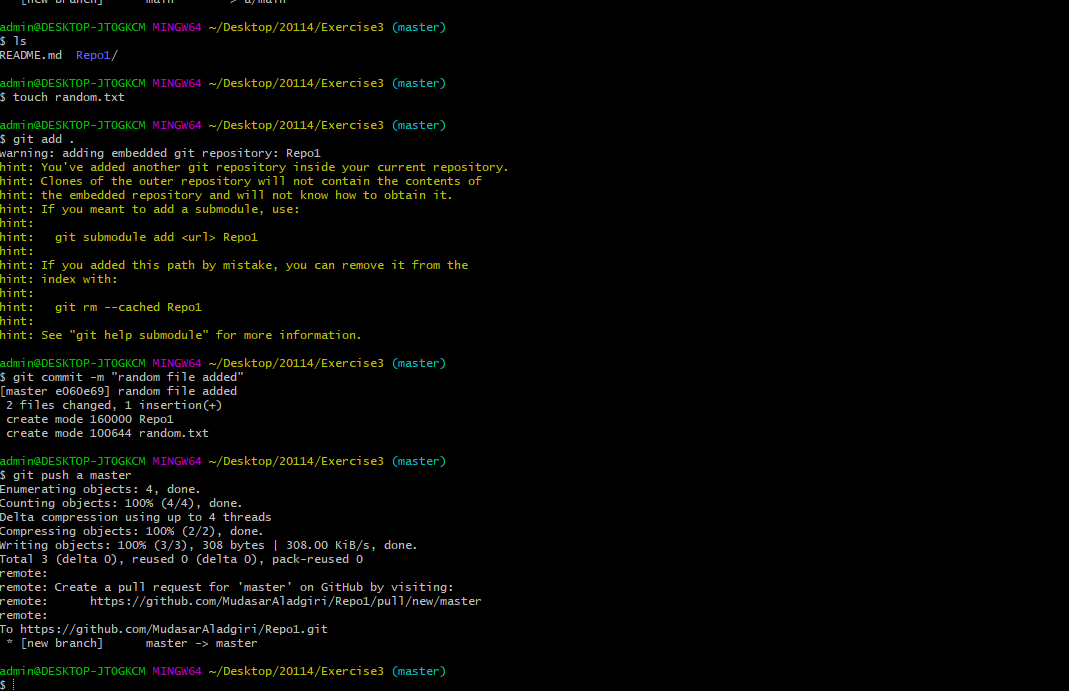 [new branch]      main       -> a/main
admin@DESKTOP-JTOGKCM MINGW64 ~/Desktop/20114/Exercise3 (master)
$ ls
README.md  Repo1/
admin@DESKTOP-JTOGKCM MINGW64 ~/Desktop/20114/Exercise3 (master)
$ touch random.txt
admin@DESKTOP-JTOGKCM MINGW64 ~/Desktop/20114/Exercise3 (master)
$ git add .
warning: adding embedded git repository: Repo1
hint: You've added another git repository inside your current repository.
hint: Clones of the outer repository will not contain the contents of
hint: the embedded repository and will not know how to obtain it.
hint: If you meant to add a submodule, use:
hint:
hint:   git submodule add <url> Repo1
hint:
hint: If you added this path by mistake, you can remove it from the
hint: index with:
hint:
hint:   git rm --cached Repo1
hint:
hint: See "git help submodule" for more information.
admin@DESKTOP-JTOGKCM MINGW64 ~/Desktop/20114/Exercise3 (master)
$ git commit -m "random file added"
[master e060e69] random file added
 2 files changed, 1 insertion(+)
 create mode 160000 Repo1
 create mode 100644 random.txt
admin@DESKTOP-JTOGKCM MINGW64 ~/Desktop/20114/Exercise3 (master)
$ git push a master
Enumerating objects: 4, done.
Counting objects: 100% (4/4), done.
Delta compression using up to 4 threads
Compressing objects: 100% (2/2), done.
Writing objects: 100% (3/3), 308 bytes | 308.00 KiB/s, done.
Total 3 (delta 0), reused 0 (delta 0), pack-reused 0
remote:
remote: Create a pull request for 'master' on GitHub by visiting:
remote:      https://github.com/MudasarAladgiri/Repo1/pull/new/master
remote:
To https://github.com/MudasarAladgiri/Repo1.git
 * [new branch]      master -> master
admin@DESKTOP-JTOGKCM MINGW64 ~/Desktop/20114/Exercise3 (master)
$